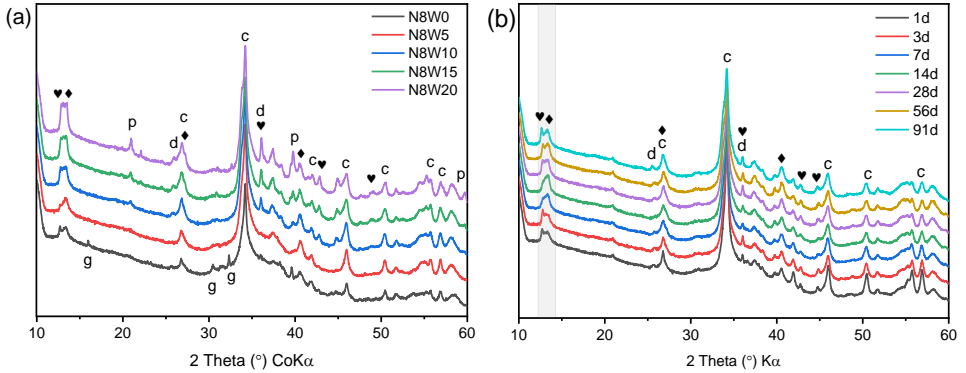 (a)
N8W0
N8W5
N8W10
N8W15
N8W20
c
♥ ♦
p
d
c
♦
d ♥
p
♦
c
♥
c
♥
c
c
♦
p
g
g
g
10 20 30 40 50 60
2 Theta (°) CoKα
(b)
1d
3d
7d
14d
28d
56d
91d
c
♥ ♦
♦
d c
♥
d
♦
♥ ♥
c
c
c
10 20 30 40 50 60
2 Theta (°) Kα